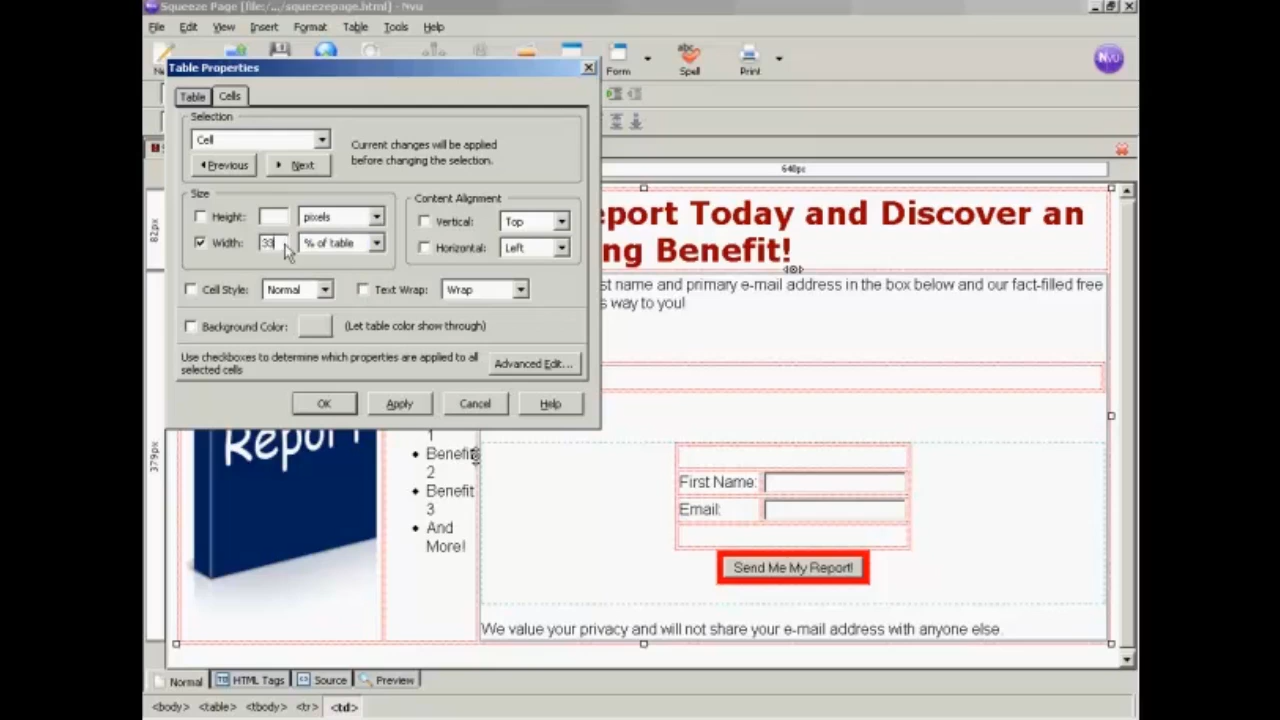 Squeeze Page [file:/.../squeezepage.html] - Nvu
File Edit View Insert Format Table Tools Help
Form Spell Print Nvu
Table Properties
Table Cells
Selection
Cell
Current changes will be applied
before changing the selection.
Previous Next
Size
Height: pixels
Width: 33 % of table
Content Alignment
Vertical: Top
Horizontal: Left
Cell Style: Normal Text Wrap: Wrap
Background Color: (Let table color show through)
Use checkboxes to determine which properties are applied to all
selected cells
Advanced Edit...
OK Apply Cancel Help
640px
82px
379px
eport Today and Discover an
ng Benefit!
st name and primary e-mail address in the box below and our fact-filled free
s way to you!
Report
1
• Benefit
2
• Benefit
3
• And
More!
First Name:
Email:
Send Me My Report!
We value your privacy and will not share your e-mail address with anyone else.
Normal HTML Tags Source Preview
<body> <table> <tbody> <tr> <td>